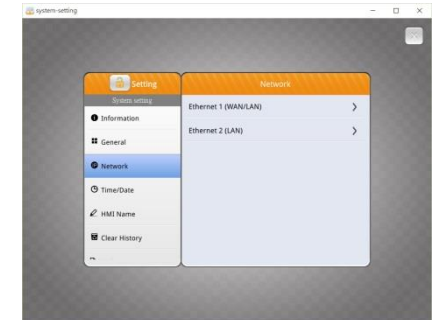 system-setting
Setting
System setting
Information
General
Network
Time/Date
HMI Name
Clear History
Network
Ethernet 1 (WAN/LAN)
Ethernet 2 (LAN)